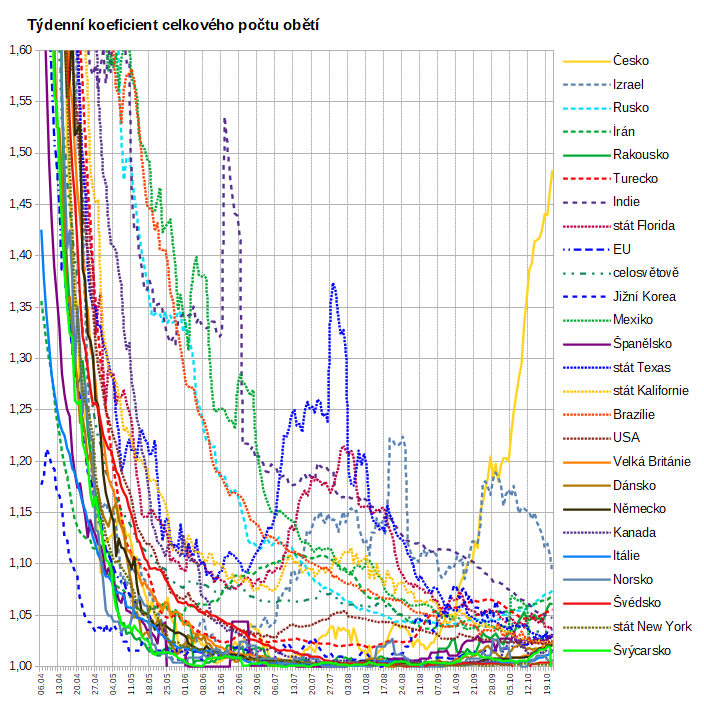 Týdenní koeficient celkového počtu obětí
1,60
1,55
1,50
1,45
1,40
1,35
1,30
1,25
1,20
1,15
1,10
1,05
1,00
06.04
13.04
20.04
27.04
04.05
11.05
18.05
25.05
01.06
08.06
15.06
22.06
29.06
06.07
13.07
20.07
27.07
03.08
10.08
17.08
24.08
31.08
07.09
14.09
21.09
28.09
05.10
12.10
19.10
Česko
Izrael
Rusko
Írán
Rakousko
Turecko
Indie
stát Florida
EU
celosvětově
Jižní Korea
Mexiko
Španělsko
stát Texas
stát Kalifornie
Brazilie
USA
Velká Británie
Dánsko
Německo
Kanada
Itálie
Norsko
Švédsko
stát New York
Švýcarsko